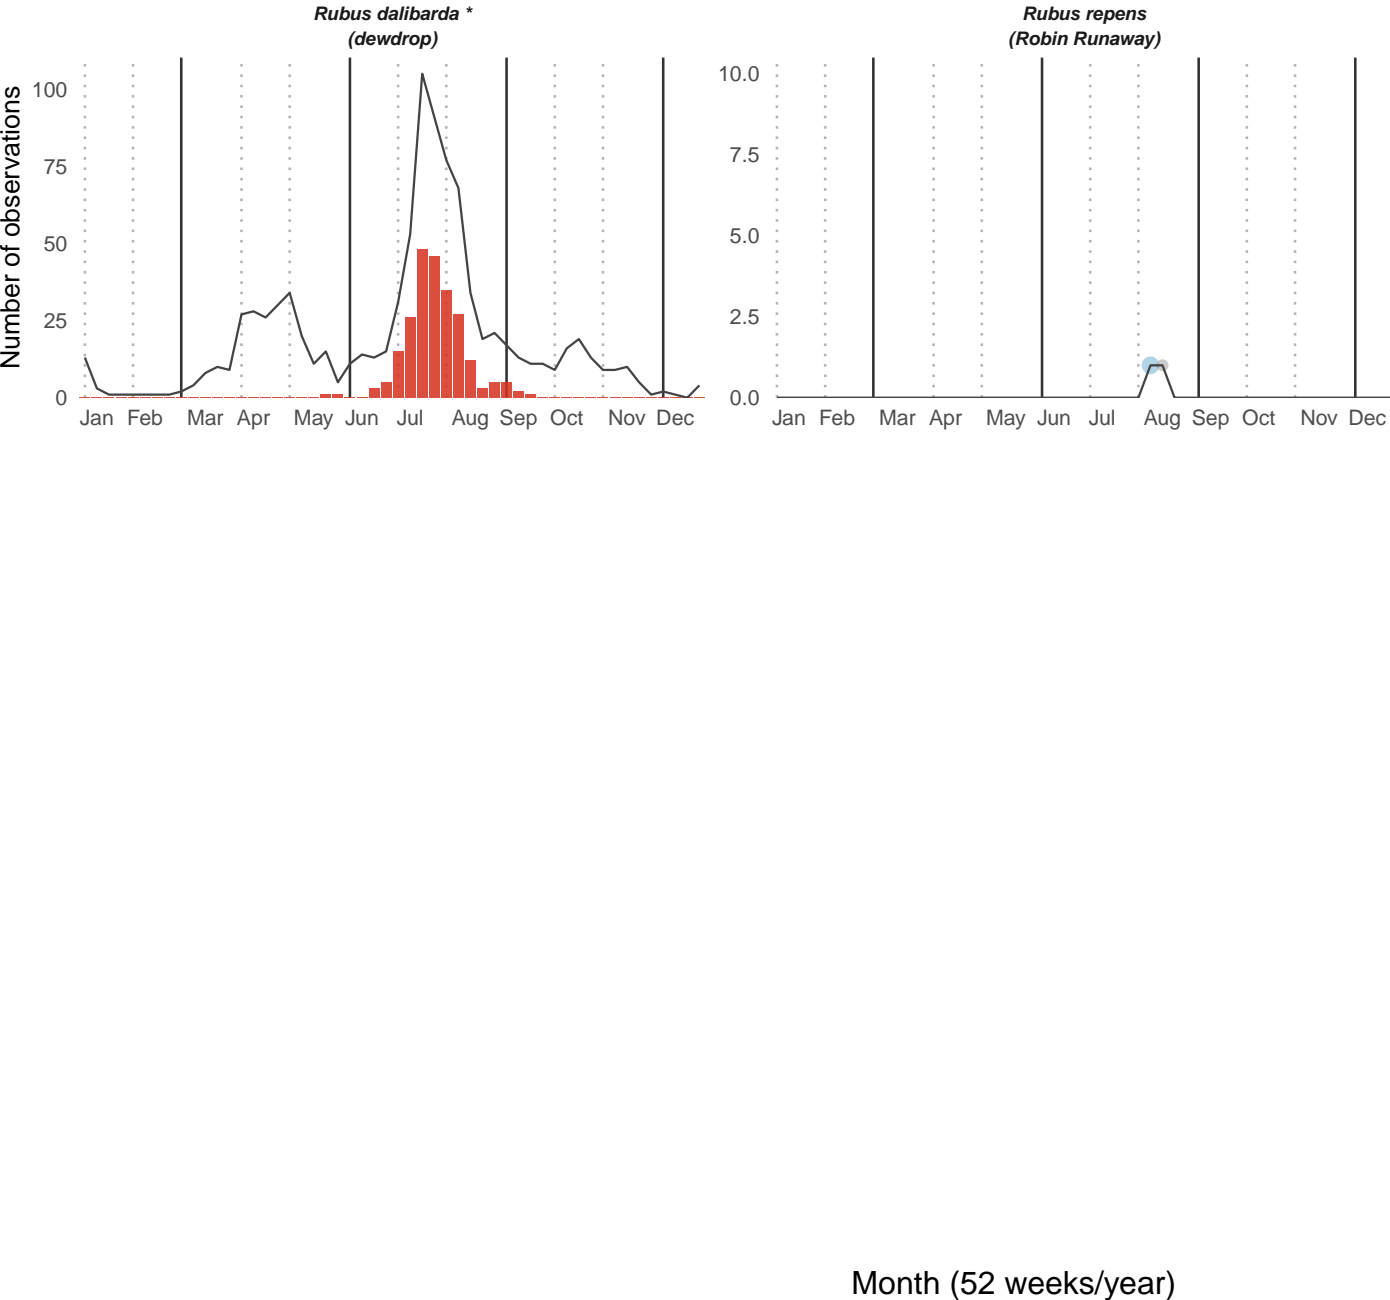 Rubus dalibarda *
(dewdrop)
Rubus repens
(Robin Runaway)
Number of observations
100
75
50
25
0
Jan Feb Mar Apr May Jun Jul Aug Sep Oct Nov Dec
10.0
7.5
5.0
2.5
0.0
Jan Feb Mar Apr May Jun Jul Aug Sep Oct Nov Dec
Month (52 weeks/year)